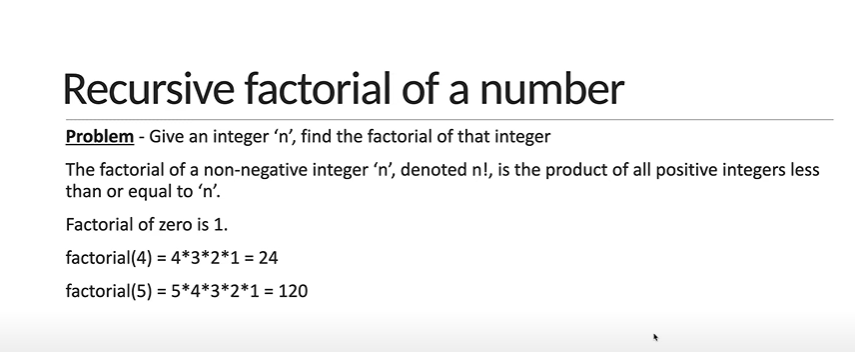 Recursive factorial of a number
Problem - Give an integer ‘n’, find the factorial of that integer
The factorial of a non-negative integer ‘n’, denoted n!, is the product of all positive integers less
than or equal to ‘n’.
Factorial of zero is 1.
factorial(4) = 4*3*2*1 = 24
factorial(5) = 5*4*3*2*1 = 120